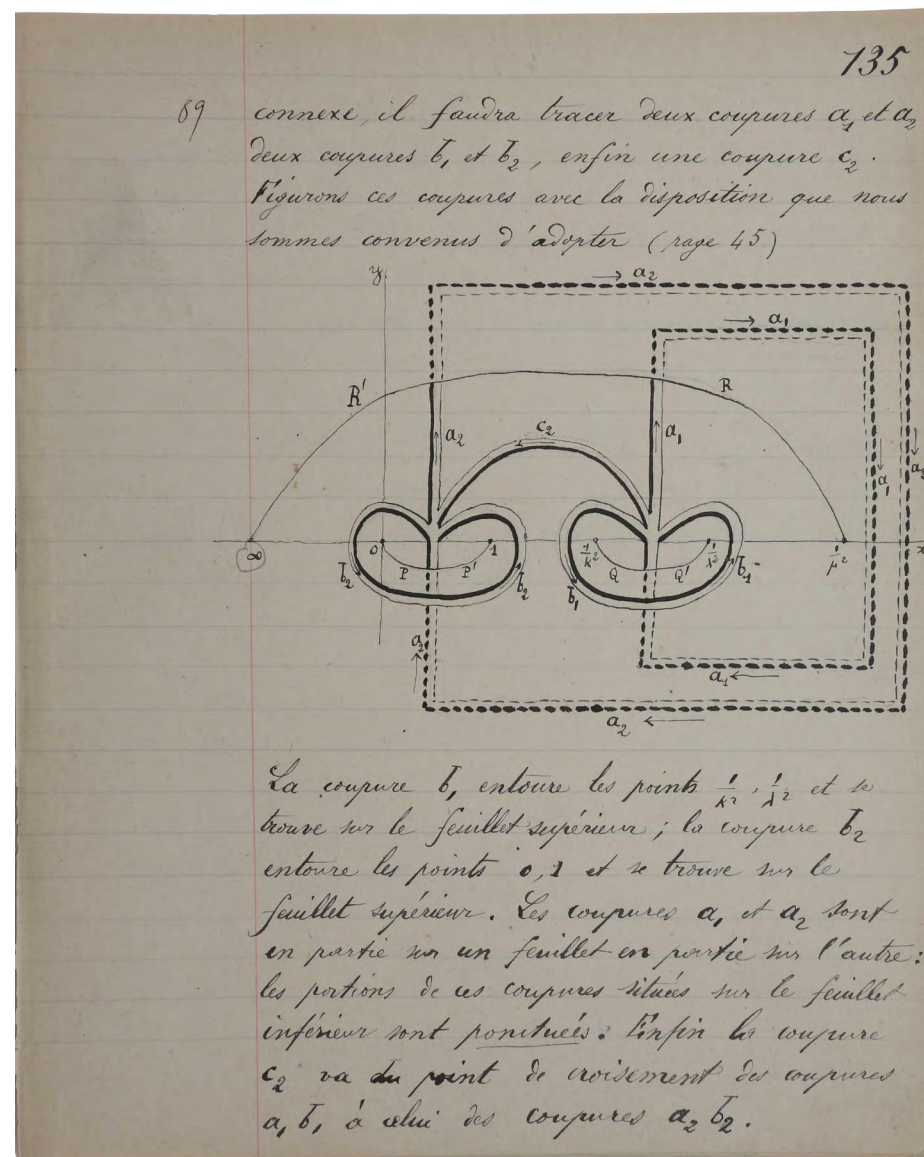 135
89 connexe, il faudra tracer deux coupures a₁ et a₂
deux coupures b₁ et b₂, enfin une coupure c₂.
Figurons ces coupures avec la disposition que nous
sommes convenus d'adopter (page 45)
y
a₂
a₁
R'
R
a₂
c₂
a₁
a₁
a₂
∞
0
1
1/k²
1/λ²
1/μ²
x
P
P'
Q
Q'
b₂
b₂
b₁
b₁
a₂
a₁
a₂
La coupure b₁ entoure les points 1/k², 1/λ² et se
trouve sur le feuillet supérieur ; la coupure b₂
entoure les points 0, 1 et se trouve sur le
feuillet supérieur. Les coupures a₁ et a₂ sont
en partie sur un feuillet en partie sur l'autre :
les portions de ces coupures situées sur le feuillet
inférieur sont ponctuées. Enfin la coupure
c₂ va du point de croisement des coupures
a₁ b₁ à celui des coupures a₂ b₂.